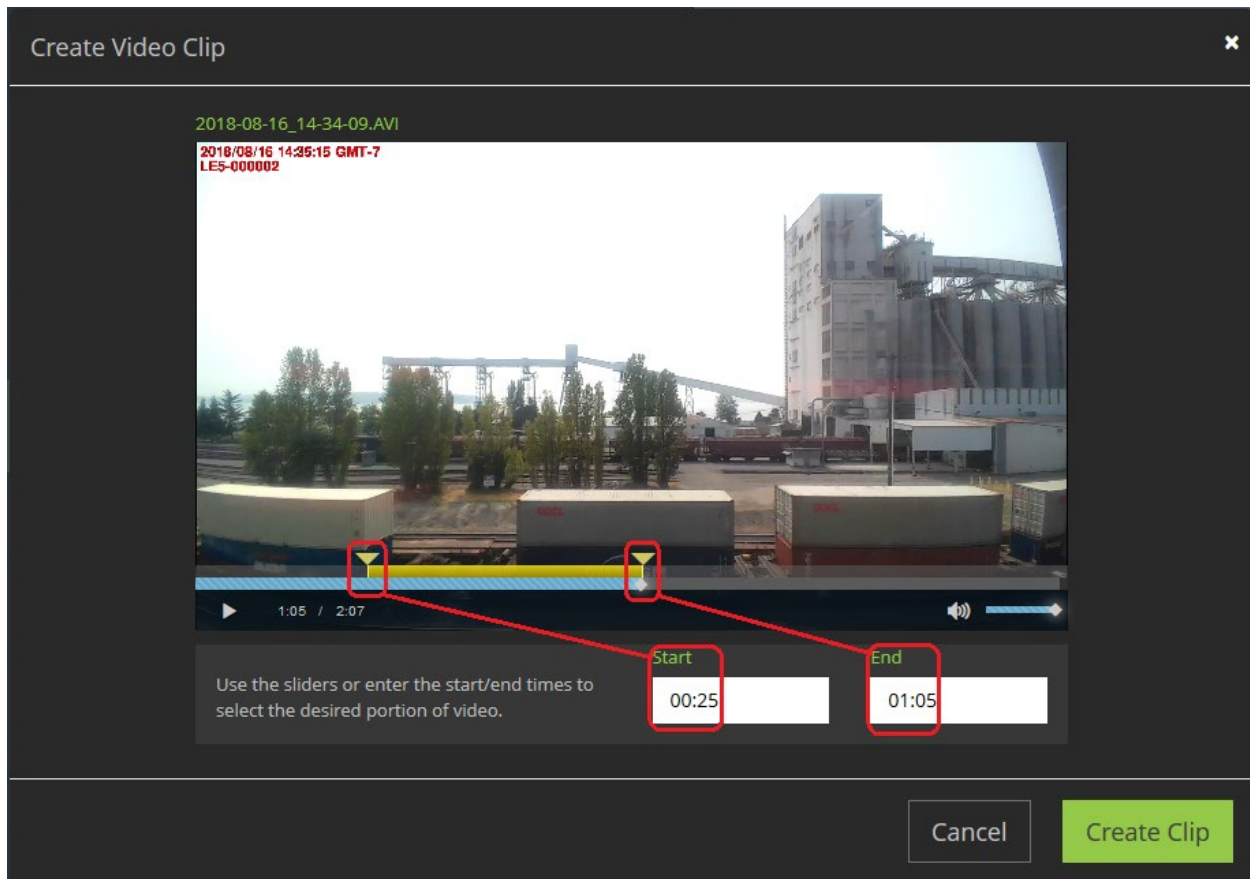 Create Video Clip
2018-08-16_14-34-09.AVI
2018/08/16 14:35:15 GMT-7
LE5-000002
1:05 / 2:07
Start
End
Use the sliders or enter the start/end times to
select the desired portion of video.
00:25
01:05
Cancel
Create Clip